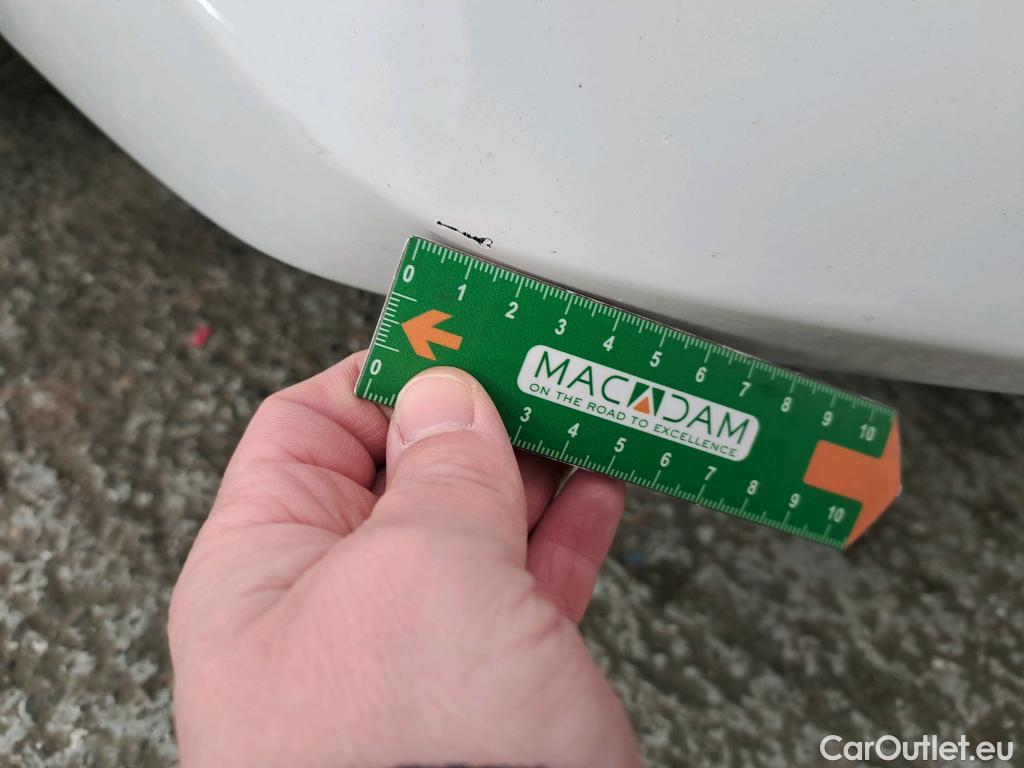 0 1 2 3 4 5 6 7 8 9 10
MACADAM
ON THE ROAD TO EXCELLENCE
0 3 4 5 6 7 8 9 10
CarOutlet.eu